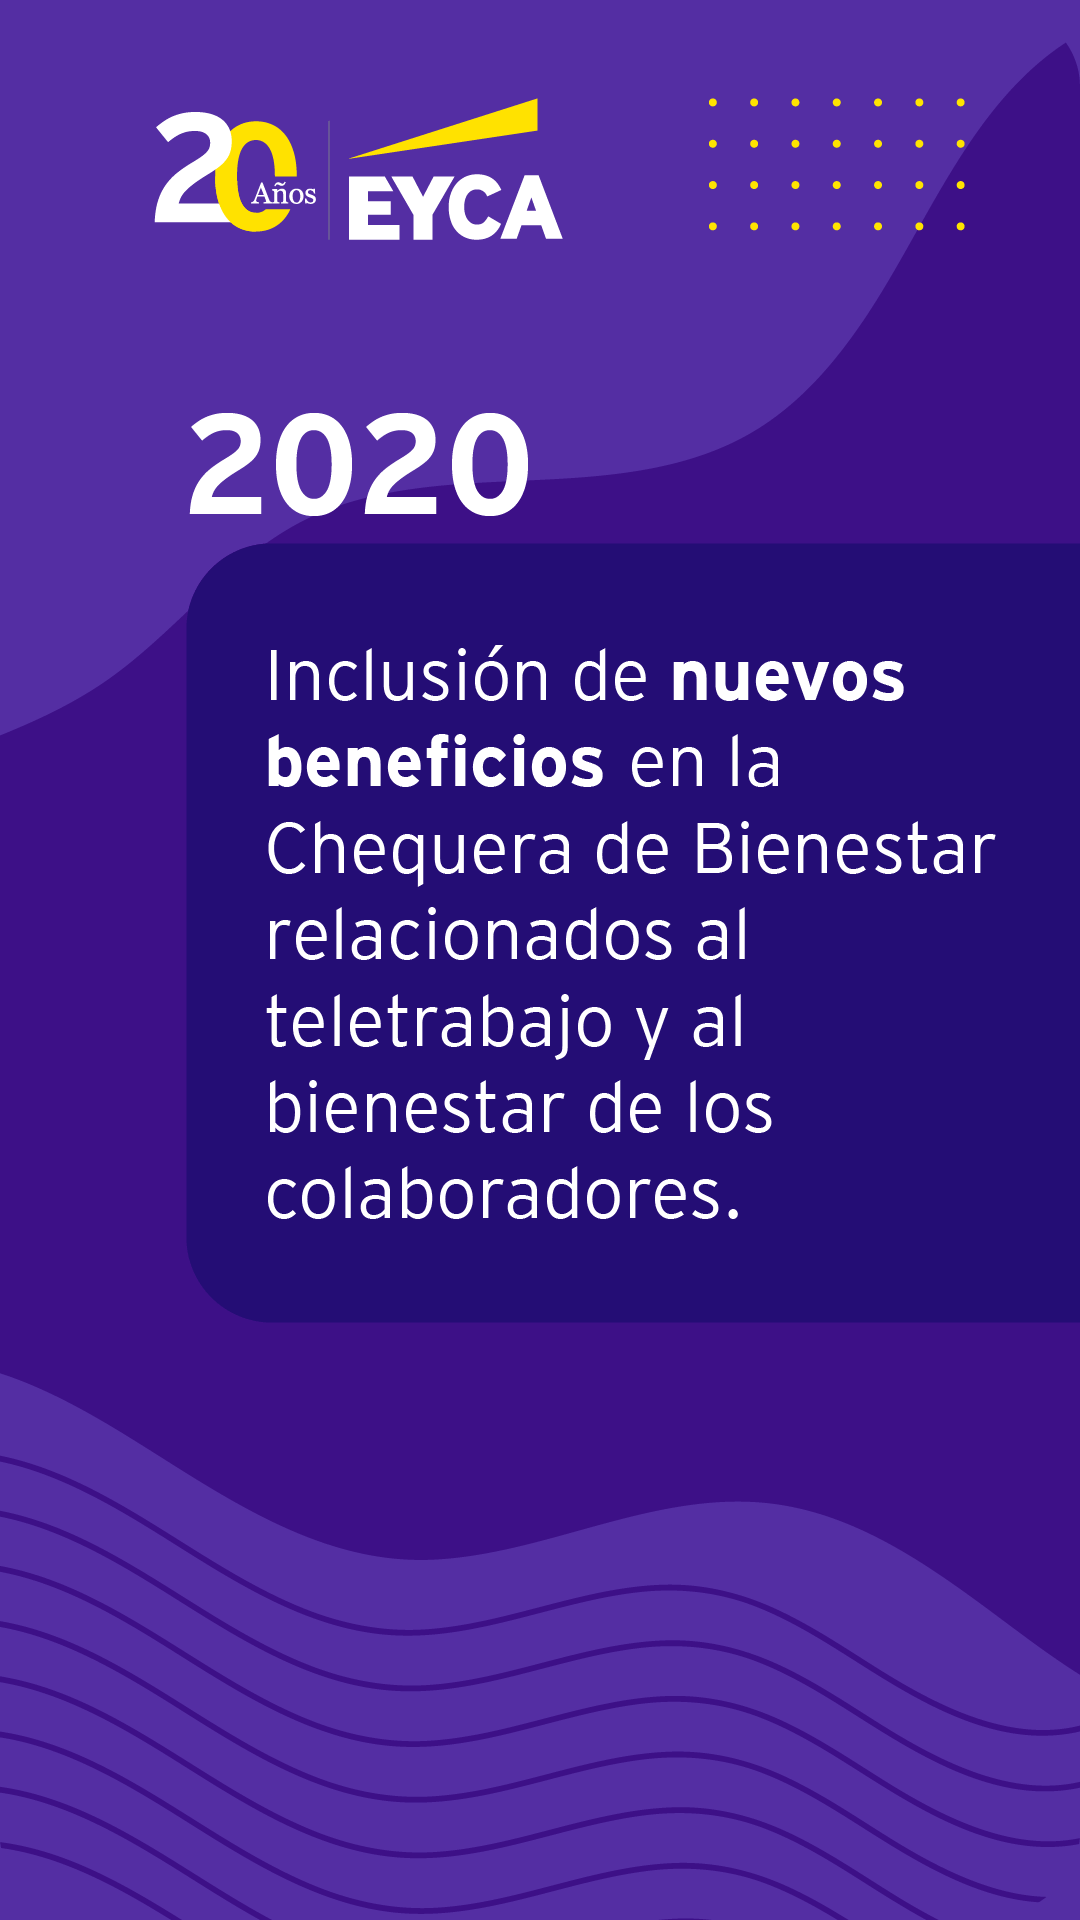 20 Años
EYCA
2020
Inclusión de nuevos
beneficios en la
Chequera de Bienestar
relacionados al
teletrabajo y al
bienestar de los
colaboradores.